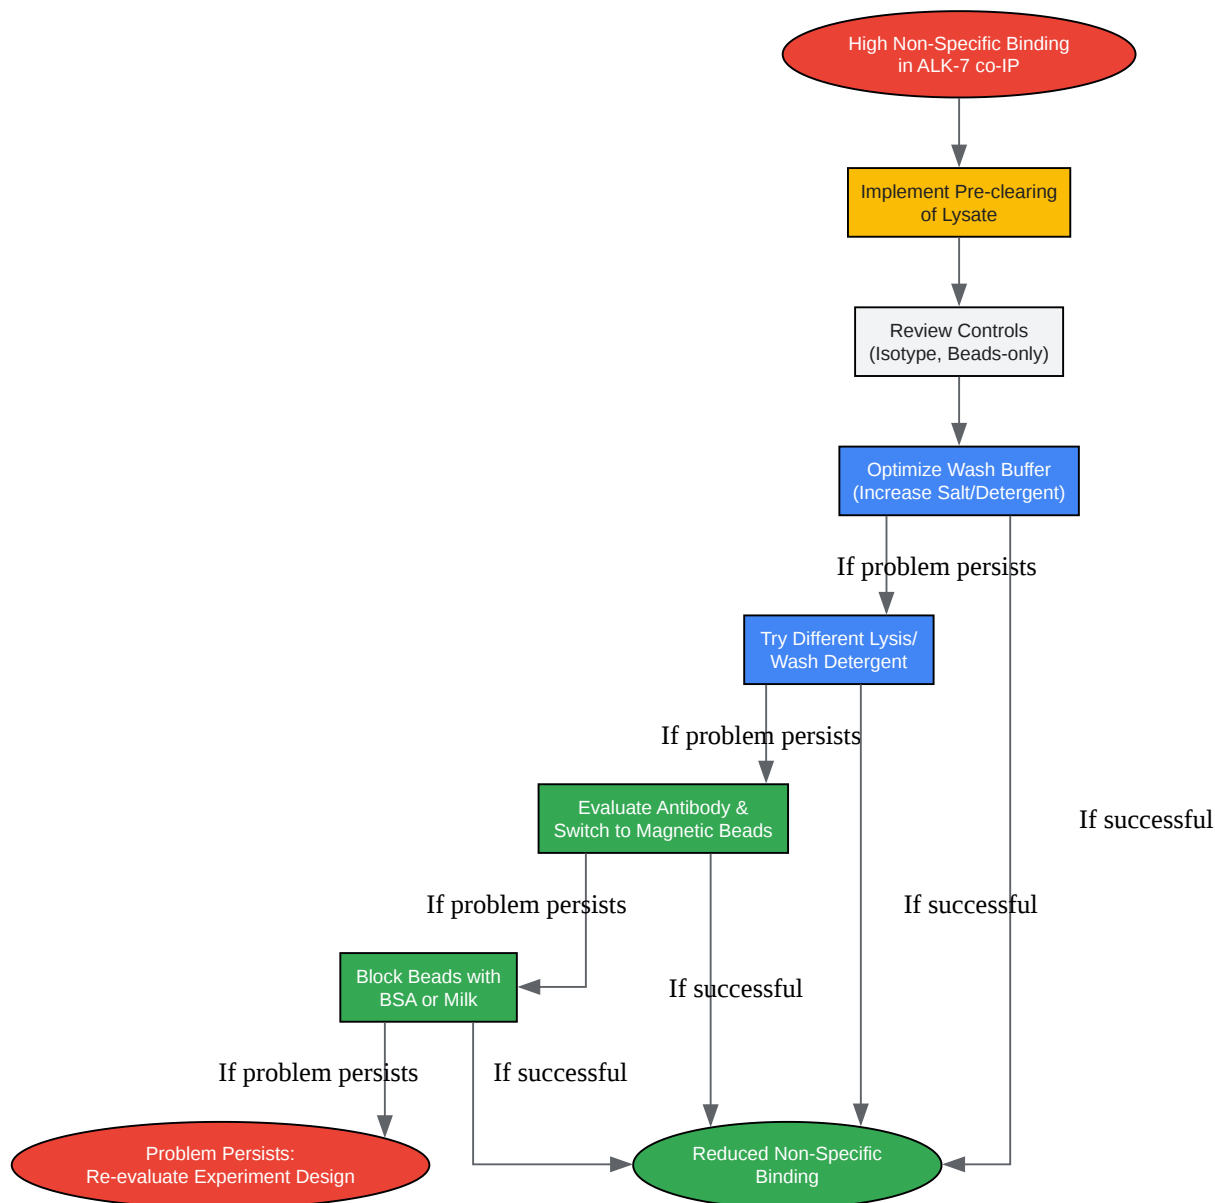 High Non-Specific Binding
in ALK-7 co-IP
Implement Pre-clearing
of Lysate
Review Controls
(Isotype, Beads-only)
Optimize Wash Buffer
(Increase Salt/Detergent)
If problem persists
Try Different Lysis/
Wash Detergent
If problem persists
Evaluate Antibody &
Switch to Magnetic Beads
If successful
If problem persists
If successful
Block Beads with
BSA or Milk
If successful
If problem persists
If successful
Problem Persists:
Re-evaluate Experiment Design
Reduced Non-Specific
Binding